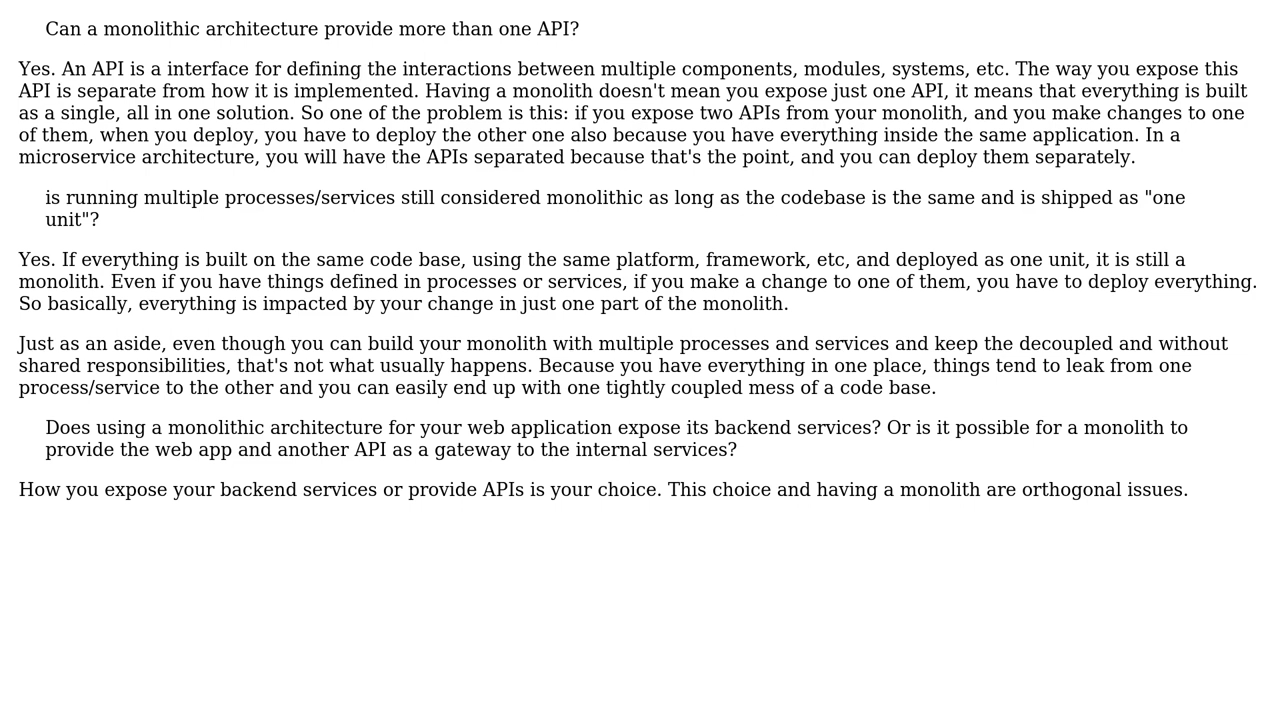 Can a monolithic architecture provide more than one API?
Yes. An API is a interface for defining the interactions between multiple components, modules, systems, etc. The way you expose this
API is separate from how it is implemented. Having a monolith doesn't mean you expose just one API, it means that everything is built
as a single, all in one solution. So one of the problem is this: if you expose two APIs from your monolith, and you make changes to one
of them, when you deploy, you have to deploy the other one also because you have everything inside the same application. In a
microservice architecture, you will have the APIs separated because that's the point, and you can deploy them separately.
is running multiple processes/services still considered monolithic as long as the codebase is the same and is shipped as "one
unit"?
Yes. If everything is built on the same code base, using the same platform, framework, etc, and deployed as one unit, it is still a
monolith. Even if you have things defined in processes or services, if you make a change to one of them, you have to deploy everything.
So basically, everything is impacted by your change in just one part of the monolith.
Just as an aside, even though you can build your monolith with multiple processes and services and keep the decoupled and without
shared responsibilities, that's not what usually happens. Because you have everything in one place, things tend to leak from one
process/service to the other and you can easily end up with one tightly coupled mess of a code base.
Does using a monolithic architecture for your web application expose its backend services? Or is it possible for a monolith to
provide the web app and another API as a gateway to the internal services?
How you expose your backend services or provide APIs is your choice. This choice and having a monolith are orthogonal issues.